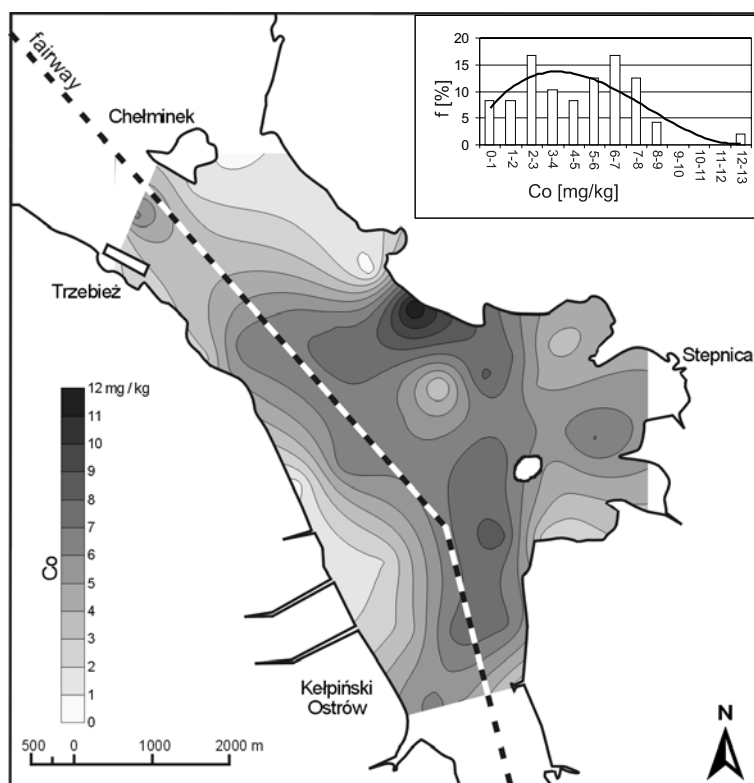 fairway
Chełminek
Trzebież
Stepnica
Kełpiński
Ostrów
20
15
10
5
0
f [%]
0-1
1-2
2-3
3-4
4-5
5-6
6-7
7-8
8-9
9-10
10-11
11-12
12-13
Co [mg/kg]
12 mg / kg
11
10
9
8
7
6
5
4
3
2
1
0
Co
500 0 1000 2000 m
N